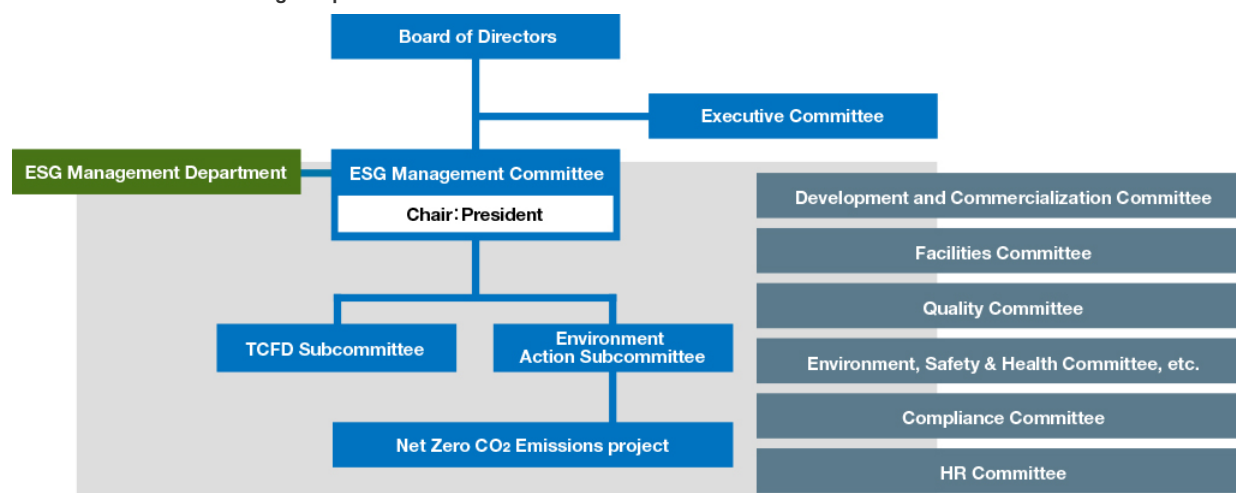 Board of Directors
Executive Committee
ESG Management Department
ESG Management Committee
Chair：President
Development and Commercialization Committee
Facilities Committee
Quality Committee
TCFD Subcommittee
Environment
Action Subcommittee
Environment, Safety & Health Committee, etc.
Compliance Committee
Net Zero CO2 Emissions project
HR Committee